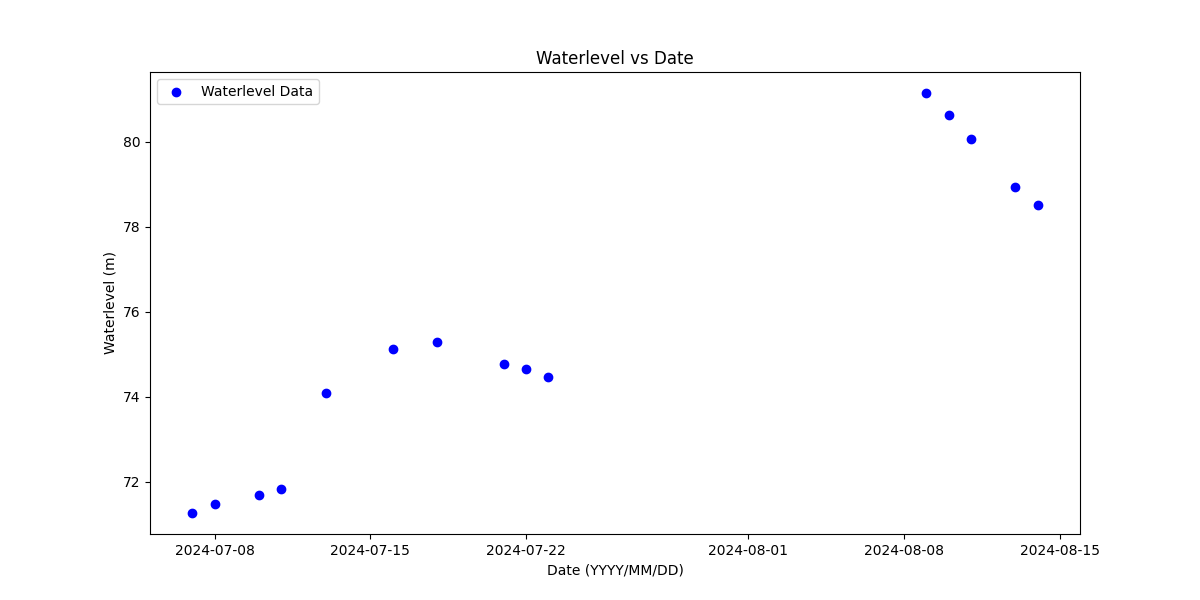 Waterlevel vs Date
Waterlevel Data
80
78
76
74
72
Waterlevel (m)
2024-07-08 2024-07-15 2024-07-22 2024-08-01 2024-08-08 2024-08-15
Date (YYYY/MM/DD)